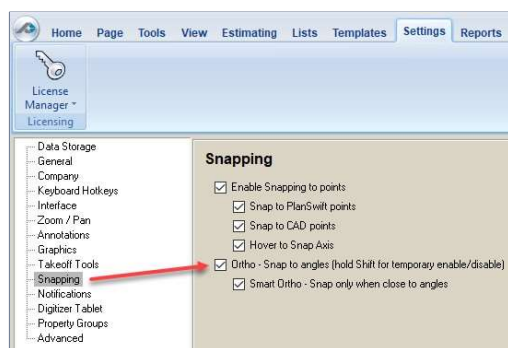 Home Page Tools View Estimating Lists Templates Settings Reports
License
Manager
Licensing
Data Storage
General
Company
Keyboard Hotkeys
Interface
Zoom / Pan
Annotations
Graphics
Takeoff Tools
Snapping
Notifications
Digitizer Tablet
Property Groups
Advanced
Snapping
Enable Snapping to points
Snap to PlanSwift points
Snap to CAD points
Hover to Snap Axis
Ortho - Snap to angles (hold Shift for temporary enable/disable)
Smart Ortho - Snap only when close to angles